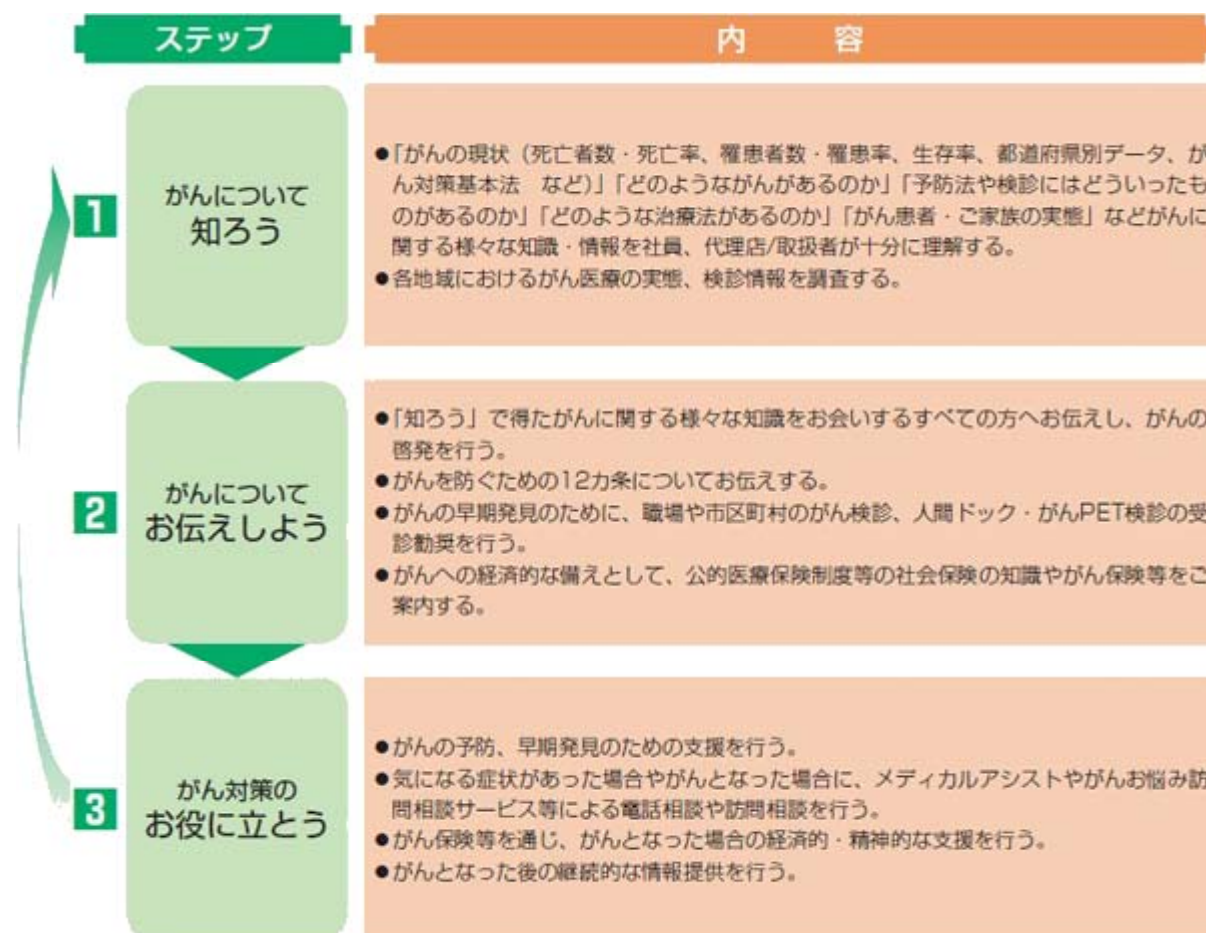 ステップ
内 容
1
がんについて
知ろう
●「がんの現状（死亡者数・死亡率、罹患者数・罹患率、生存率、都道府県別データ、が
ん対策基本法　など）」「どのようながんがあるのか」「予防法や検診にはどういったも
のがあるのか」「どのような治療法があるのか」「がん患者・ご家族の実態」などがんに
関する様々な知識・情報を社員、代理店/取扱者が十分に理解する。
●各地域におけるがん医療の実態、検診情報を調査する。
2
がんについて
お伝えしよう
●「知ろう」で得たがんに関する様々な知識をお会いするすべての方へお伝えし、がんの
啓発を行う。
●がんを防ぐための12カ条についてお伝えする。
●がんの早期発見のために、職場や市区町村のがん検診、人間ドック・がんPET検診の受
診勧奨を行う。
●がんへの経済的な備えとして、公的医療保険制度等の社会保険の知識やがん保険等をご
案内する。
3
がん対策の
お役に立とう
●がんの予防、早期発見のための支援を行う。
●気になる症状があった場合やがんとなった場合に、メディカルアシストやがんお悩み訪
問相談サービス等による電話相談や訪問相談を行う。
●がん保険等を通じ、がんとなった場合の経済的・精神的な支援を行う。
●がんとなった後の継続的な情報提供を行う。